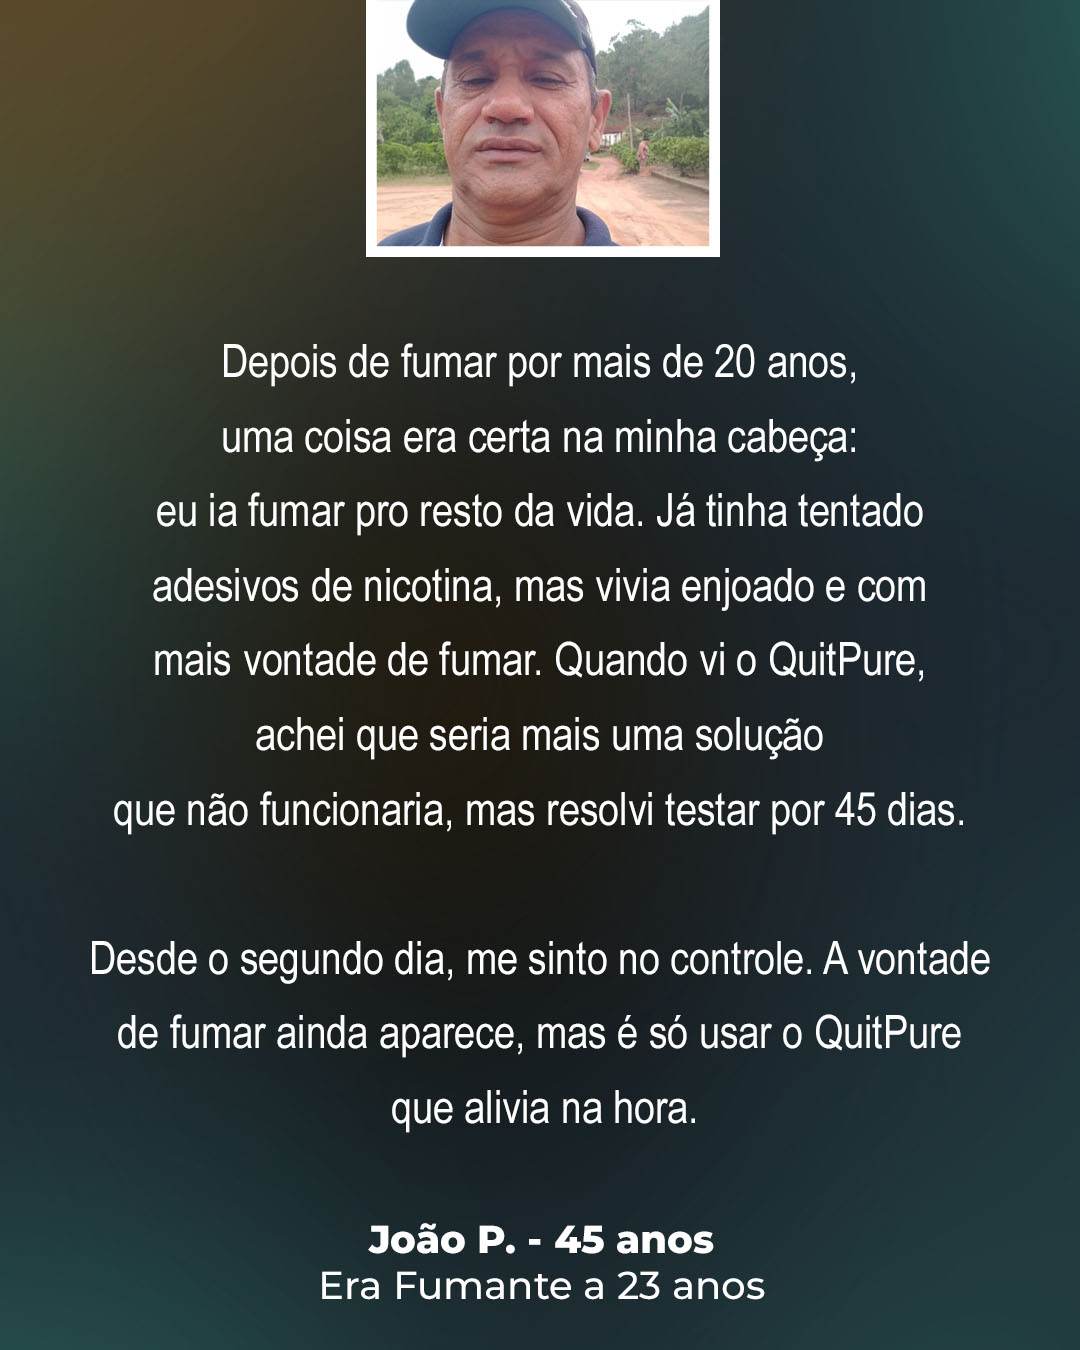 Depois de fumar por mais de 20 anos,
uma coisa era certa na minha cabeça:
eu ia fumar pro resto da vida. Já tinha tentado
adesivos de nicotina, mas vivia enjoado e com
mais vontade de fumar. Quando vi o QuitPure,
achei que seria mais uma solução
que não funcionaria, mas resolvi testar por 45 dias.
Desde o segundo dia, me sinto no controle. A vontade
de fumar ainda aparece, mas é só usar o QuitPure
que alivia na hora.
João P. - 45 anos
Era Fumante a 23 anos